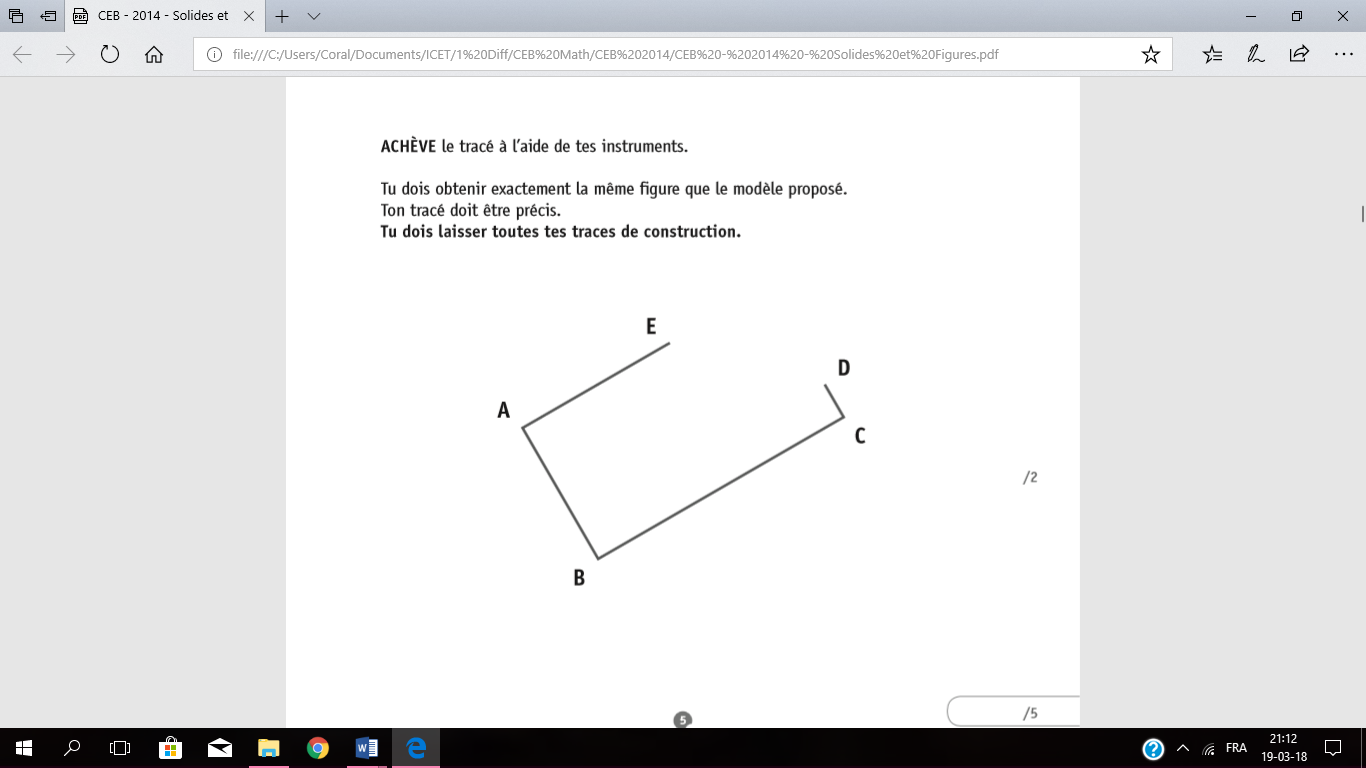 CEB - 2014 - Solides et
file:///C:/Users/Coral/Documents/ICET/1%20Diff/CEB%20Math/CEB%202014/CEB%20-%202014%20-%20Solides%20et%20Figures.pdf
ACHÈVE le tracé à l'aide de tes instruments.
Tu dois obtenir exactement la même figure que le modèle proposé.
Ton tracé doit être précis.
Tu dois laisser toutes tes traces de construction.
E
D
A
C
/2
B
/5
5
FRA
21:12
19-03-18